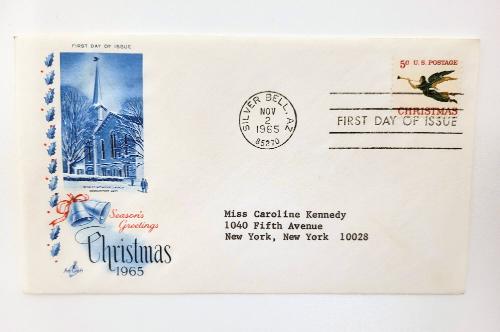 FIRST DAY OF ISSUE
Season's
Greetings
Christmas
1965
ArtCraft
SILVER BELL, AZ
NOV
2
1965
85270
5¢ U.S. POSTAGE
CHRISTMAS
FIRST DAY OF ISSUE
Miss Caroline Kennedy
1040 Fifth Avenue
New York, New York 10028